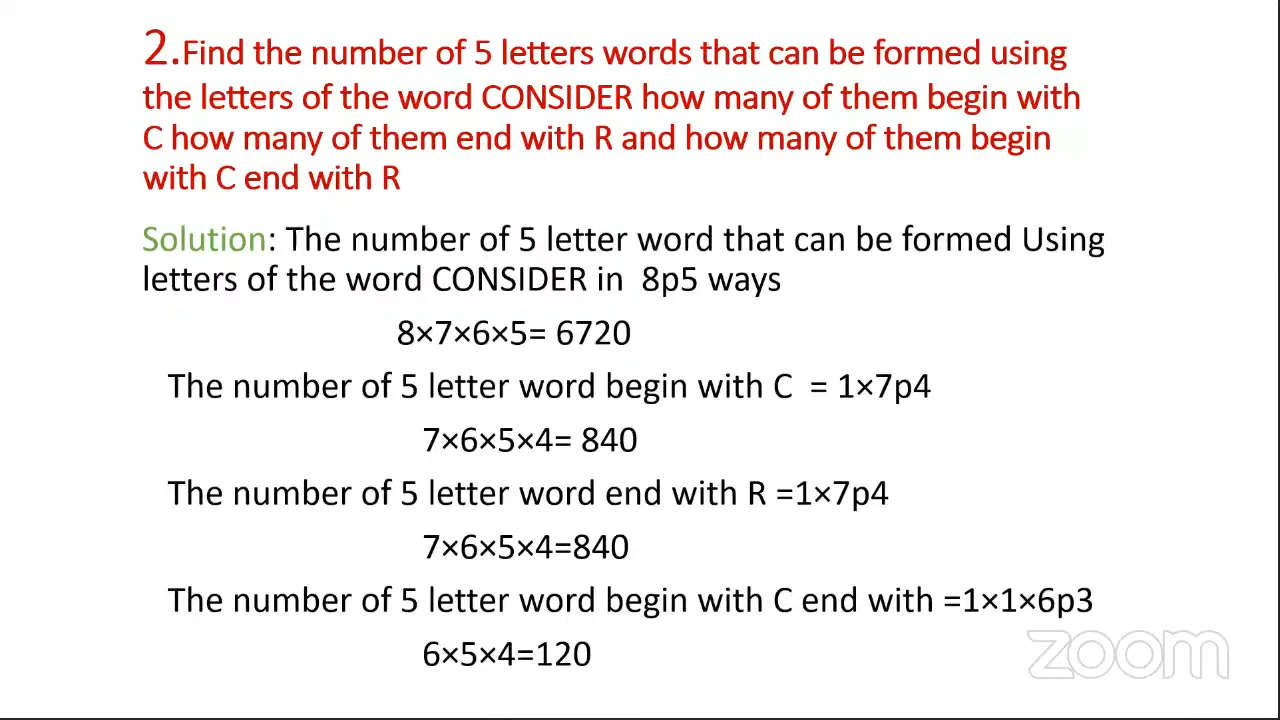 2.Find the number of 5 letters words that can be formed using
the letters of the word CONSIDER how many of them begin with
C how many of them end with R and how many of them begin
with C end with R
Solution: The number of 5 letter word that can be formed Using
letters of the word CONSIDER in 8p5 ways
8×7×6×5= 6720
The number of 5 letter word begin with C = 1×7p4
7×6×5×4= 840
The number of 5 letter word end with R =1×7p4
7×6×5×4=840
The number of 5 letter word begin with C end with =1×1×6p3
6×5×4=120
zoom